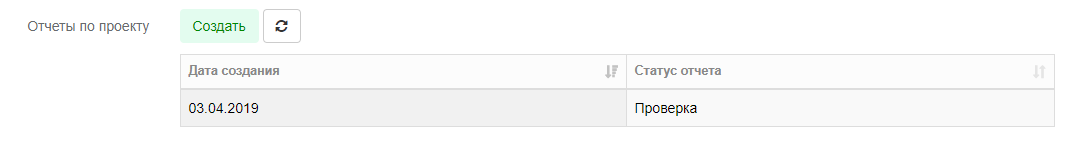 Отчеты по проекту Создать
Дата создания Статус отчета
03.04.2019 Проверка